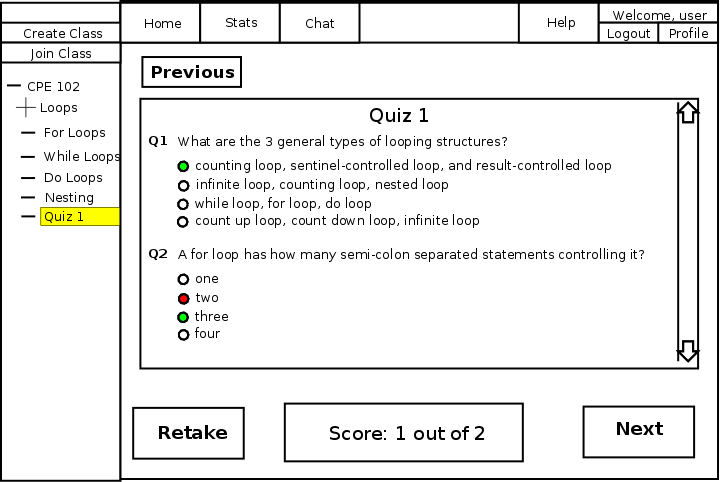 Home
Stats
Chat
Help
Welcome, user
Logout
Profile
Create Class
Join Class
CPE 102
Loops
For Loops
While Loops
Do Loops
Nesting
Quiz 1
Previous
Quiz 1
Q1 What are the 3 general types of looping structures?
counting loop, sentinel-controlled loop, and result-controlled loop
infinite loop, counting loop, nested loop
while loop, for loop, do loop
count up loop, count down loop, infinite loop
Q2 A for loop has how many semi-colon separated statements controlling it?
one
two
three
four
Retake
Score: 1 out of 2
Next